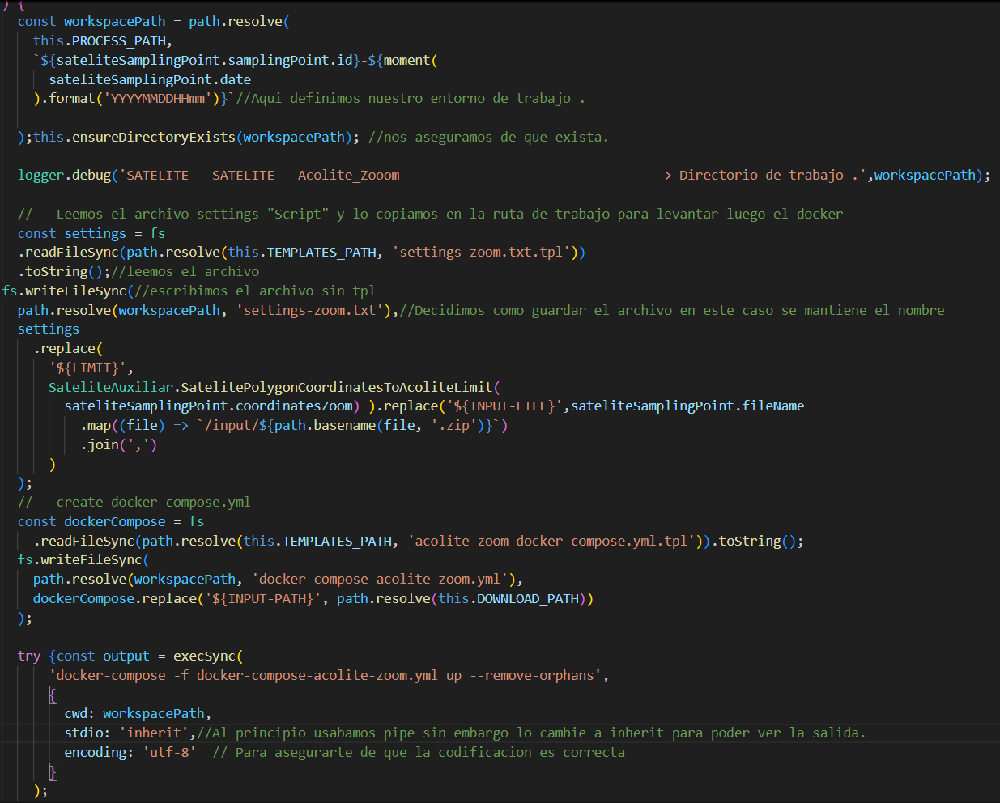 ) {
const workspacePath = path.resolve(
this.PROCESS_PATH,
`${sateliteSamplingPoint.samplingPoint.id}-${moment(
sateliteSamplingPoint.date
).format('YYYYMMDDHHmm')}`//Aqui definimos nuestro entorno de trabajo .
);this.ensureDirectoryExists(workspacePath); //nos aseguramos de que exista.
logger.debug('SATELITE---SATELITE---Acolite_Zooom ---------------------------------> Directorio de trabajo .',workspacePath);
// - Leemos el archivo settings "Script" y lo copiamos en la ruta de trabajo para levantar luego el docker
const settings = fs
.readFileSync(path.resolve(this.TEMPLATES_PATH, 'settings-zoom.txt.tpl'))
.toString();//leemos el archivo
fs.writeFileSync(//escribimos el archivo sin tpl
path.resolve(workspacePath, 'settings-zoom.txt'),//Decidimos como guardar el archivo en este caso se mantiene el nombre
settings
.replace(
'${LIMIT}',
SateliteAuxiliar.SatelitePolygonCoordinatesToAcoliteLimit(
sateliteSamplingPoint.coordinatesZoom) ).replace('${INPUT-FILE}',sateliteSamplingPoint.fileName
.map((file) => `/input/${path.basename(file, '.zip')}`)
.join(',')
)
);
// - create docker-compose.yml
const dockerCompose = fs
.readFileSync(path.resolve(this.TEMPLATES_PATH, 'acolite-zoom-docker-compose.yml.tpl')).toString();
fs.writeFileSync(
path.resolve(workspacePath, 'docker-compose-acolite-zoom.yml'),
dockerCompose.replace('${INPUT-PATH}', path.resolve(this.DOWNLOAD_PATH))
);
try {const output = execSync(
'docker-compose -f docker-compose-acolite-zoom.yml up --remove-orphans',
{
cwd: workspacePath,
stdio: 'inherit',//Al principio usabamos pipe sin embargo lo cambie a inherit para poder ver la salida.
encoding: 'utf-8'  // Para asegurarte de que la codificacion es correcta
}
);